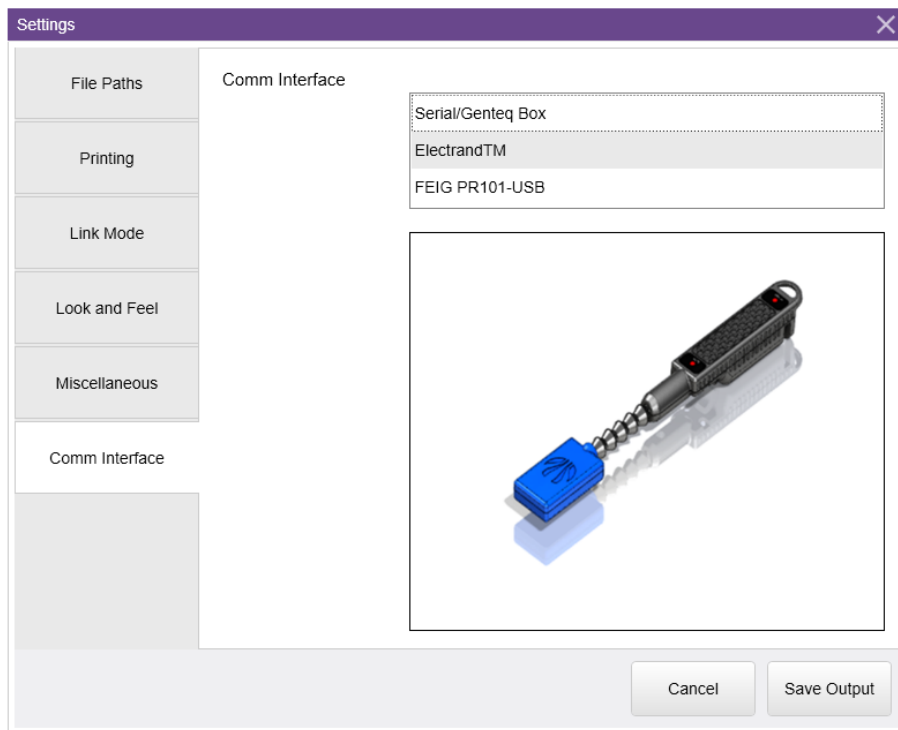 Settings
File Paths
Printing
Link Mode
Look and Feel
Miscellaneous
Comm Interface
Comm Interface
Serial/Genteq Box
ElectrandTM
FEIG PR101-USB
Cancel
Save Output